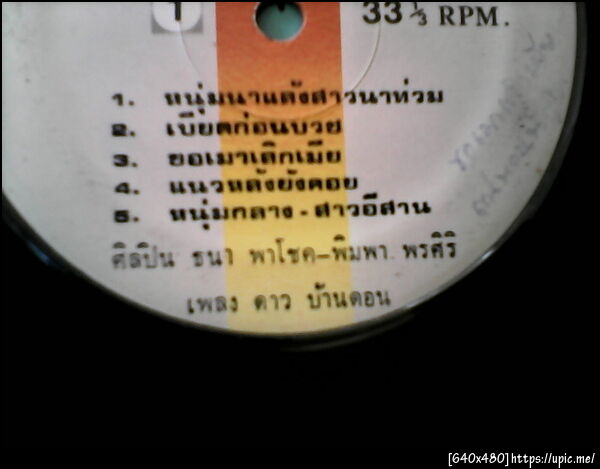 1 33 1/3 RPM.
1. หนุ่มนาแล้งสาวนาท่วม
2. เบียดก่อนบวช
3. ขอเมาเลิกเมีย
4. แนวหลังยังคอย
5. หนุ่มกลาง - สาวอีสาน
ศิลปิน ธนา พาโชค-พิมพา พรศิริ
เพลง ดาว บ้านดอน
[640x480]https://upic.me/